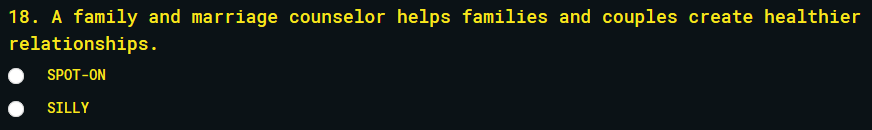 18. A family and marriage counselor helps families and couples create healthier
relationships.
SPOT-ON
SILLY